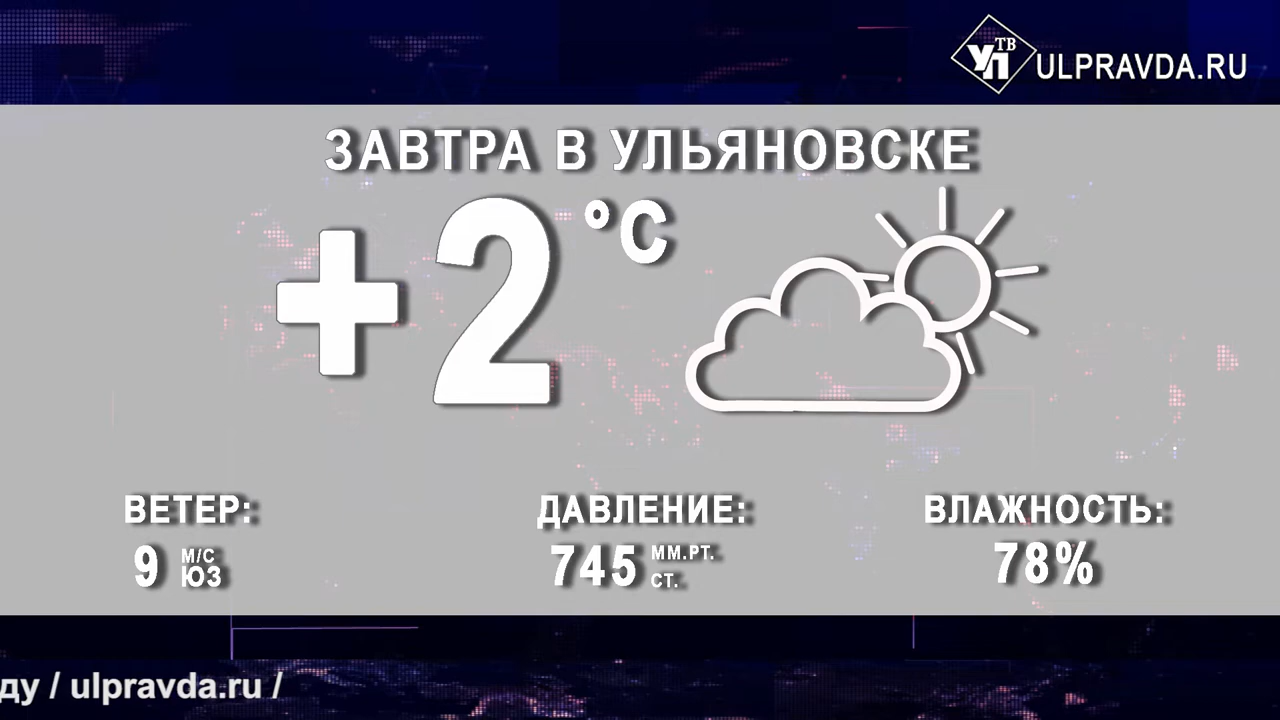 УП ТВ ULPRAVDA.RU
ЗАВТРА В УЛЬЯНОВСКЕ
+2 °C
ВЕТЕР:
9 М/С
ЮЗ
ДАВЛЕНИЕ:
745 ММ.РТ.
СТ.
ВЛАЖНОСТЬ:
78%
ду / ulpravda.ru /